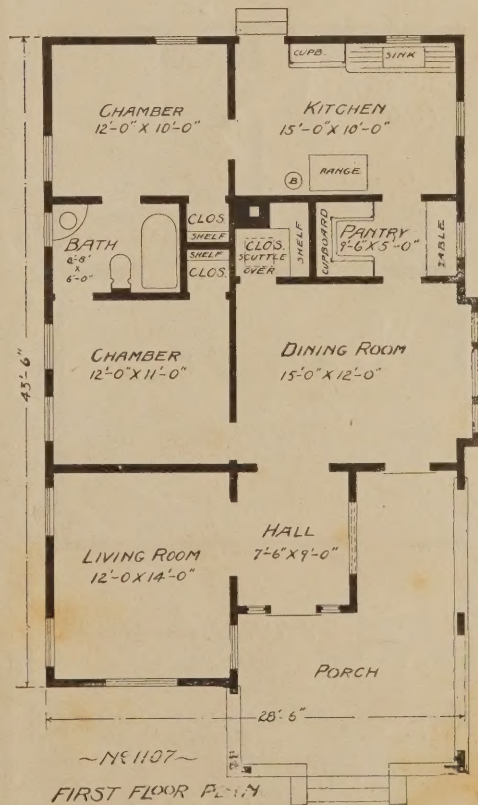 CUPB.
SINK
CHAMBER
12'-0" X 10'-0"
KITCHEN
15'-0" X 10'-0"
RANGE
B
CLOS.
SHELF
SHELF
CLOS.
CLOS.
SCUTTLE
OVER
SHELF
CUPBOARD
PANTRY
9'-6" X 5'-0"
TABLE
BATH
X
6'-0"
CHAMBER
12'-0" X 11'-0"
DINING ROOM
15'-0" X 12'-0"
43'-6"
HALL
7'-6" X 9'-0"
LIVING ROOM
12'-0 X 14'-0"
PORCH
28'-6"
~Nº 1107~
FIRST FLOOR